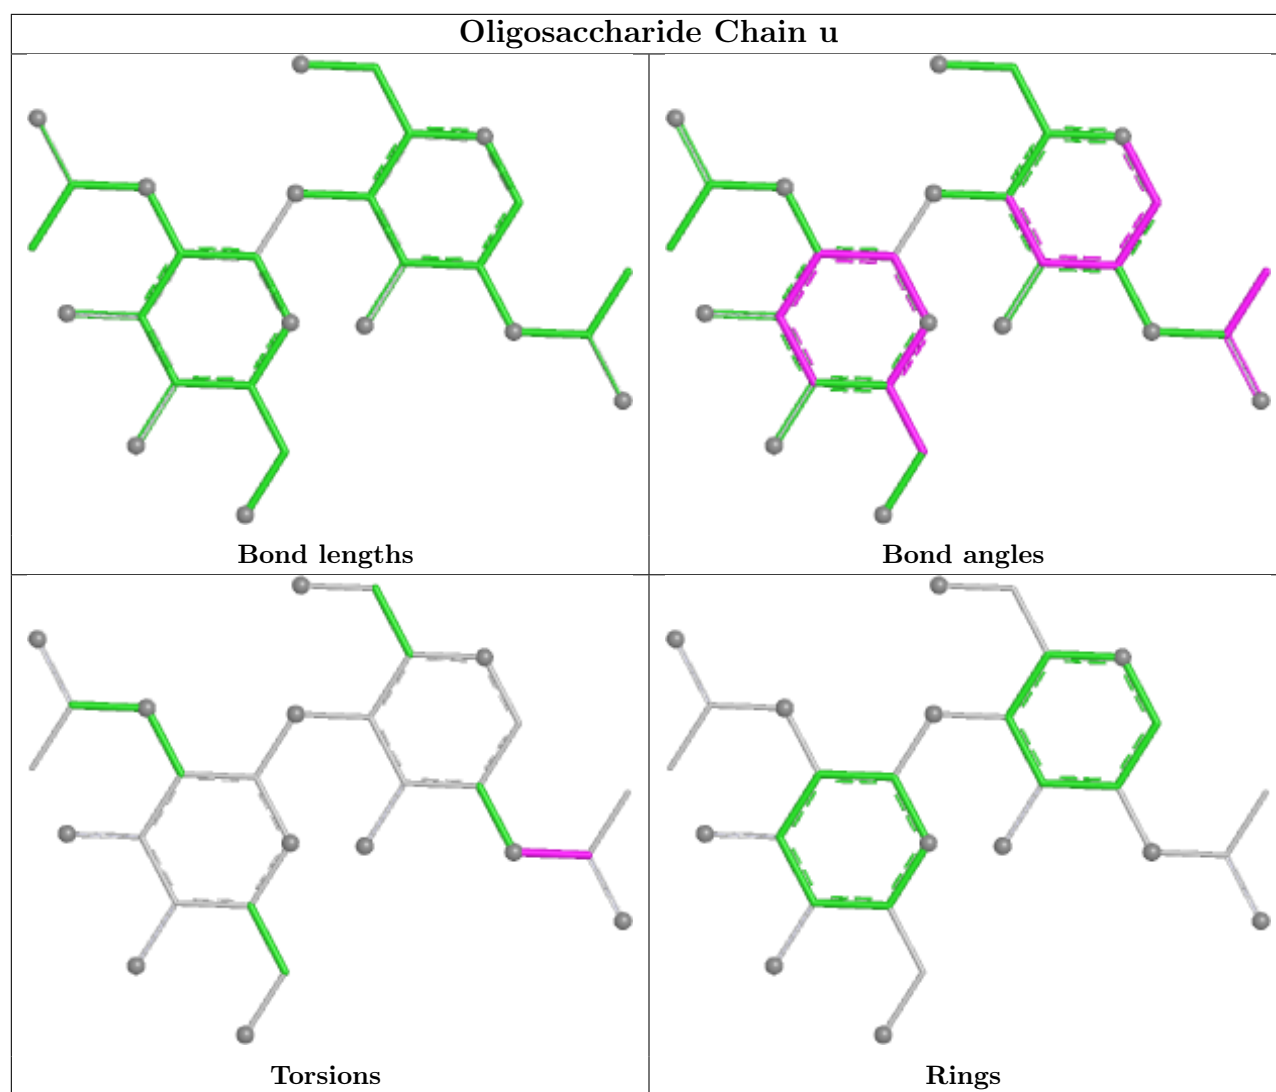 Oligosaccharide Chain u
Bond lengths
Bond angles
Torsions
Rings